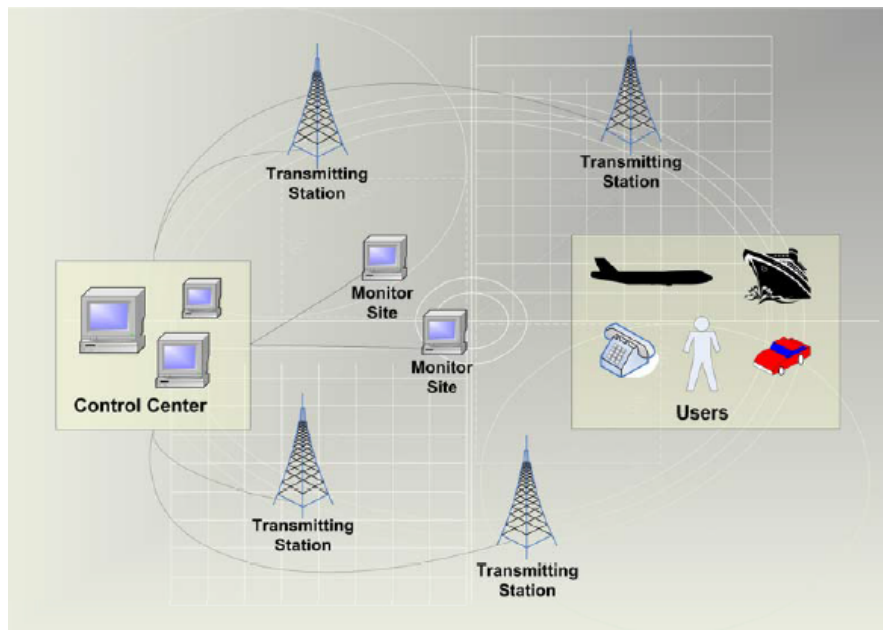 Transmitting
Station
Transmitting
Station
Monitor
Site
Monitor
Site
Control Center
Users
Transmitting
Station
Transmitting
Station